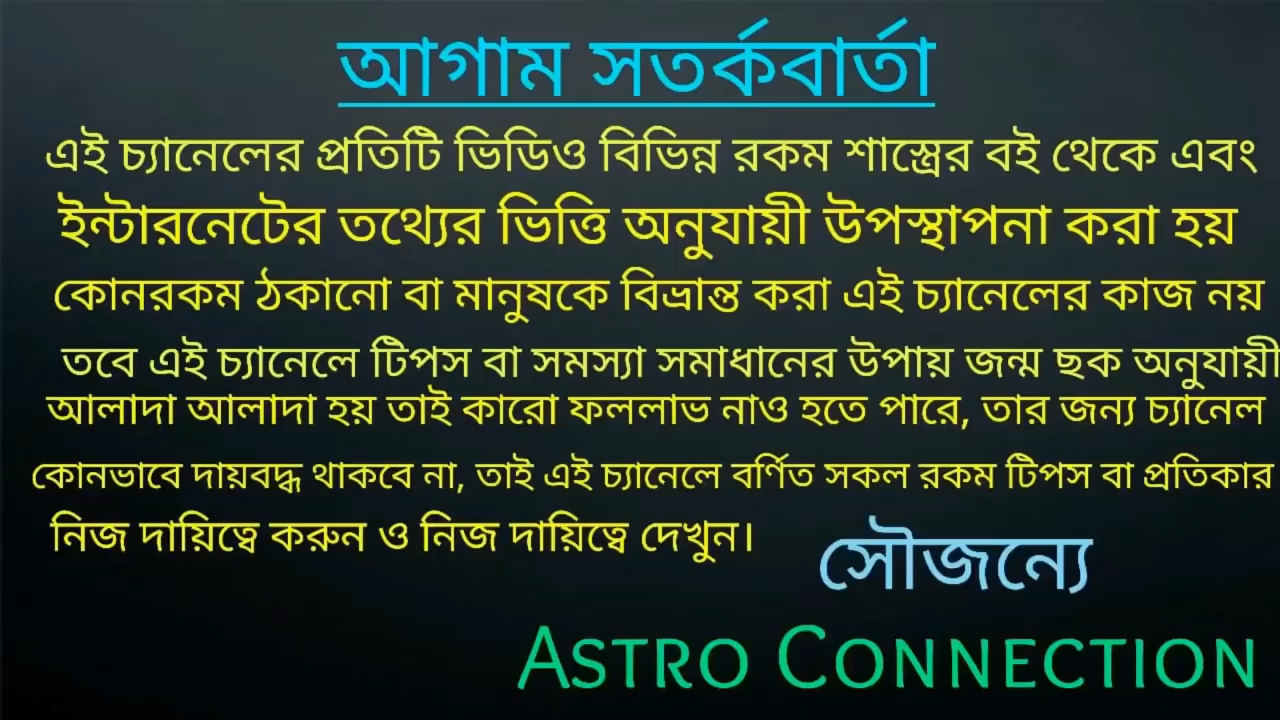 আগাম সতর্কবার্তা
এই চ্যানেলের প্রতিটি ভিডিও বিভিন্ন রকম শাস্ত্রের বই থেকে এবং
ইন্টারনেটের তথ্যের ভিত্তি অনুযায়ী উপস্থাপনা করা হয়
কোনরকম ঠকানো বা মানুষকে বিভ্রান্ত করা এই চ্যানেলের কাজ নয়
তবে এই চ্যানেলে টিপস বা সমস্যা সমাধানের উপায় জন্ম ছক অনুযায়ী
আলাদা আলাদা হয় তাই কারো ফললাভ নাও হতে পারে, তার জন্য চ্যানেল
কোনভাবে দায়বদ্ধ থাকবে না, তাই এই চ্যানেলে বর্ণিত সকল রকম টিপস বা প্রতিকার
নিজ দায়িত্বে করুন ও নিজ দায়িত্বে দেখুন।
সৌজন্যে
ASTRO CONNECTION